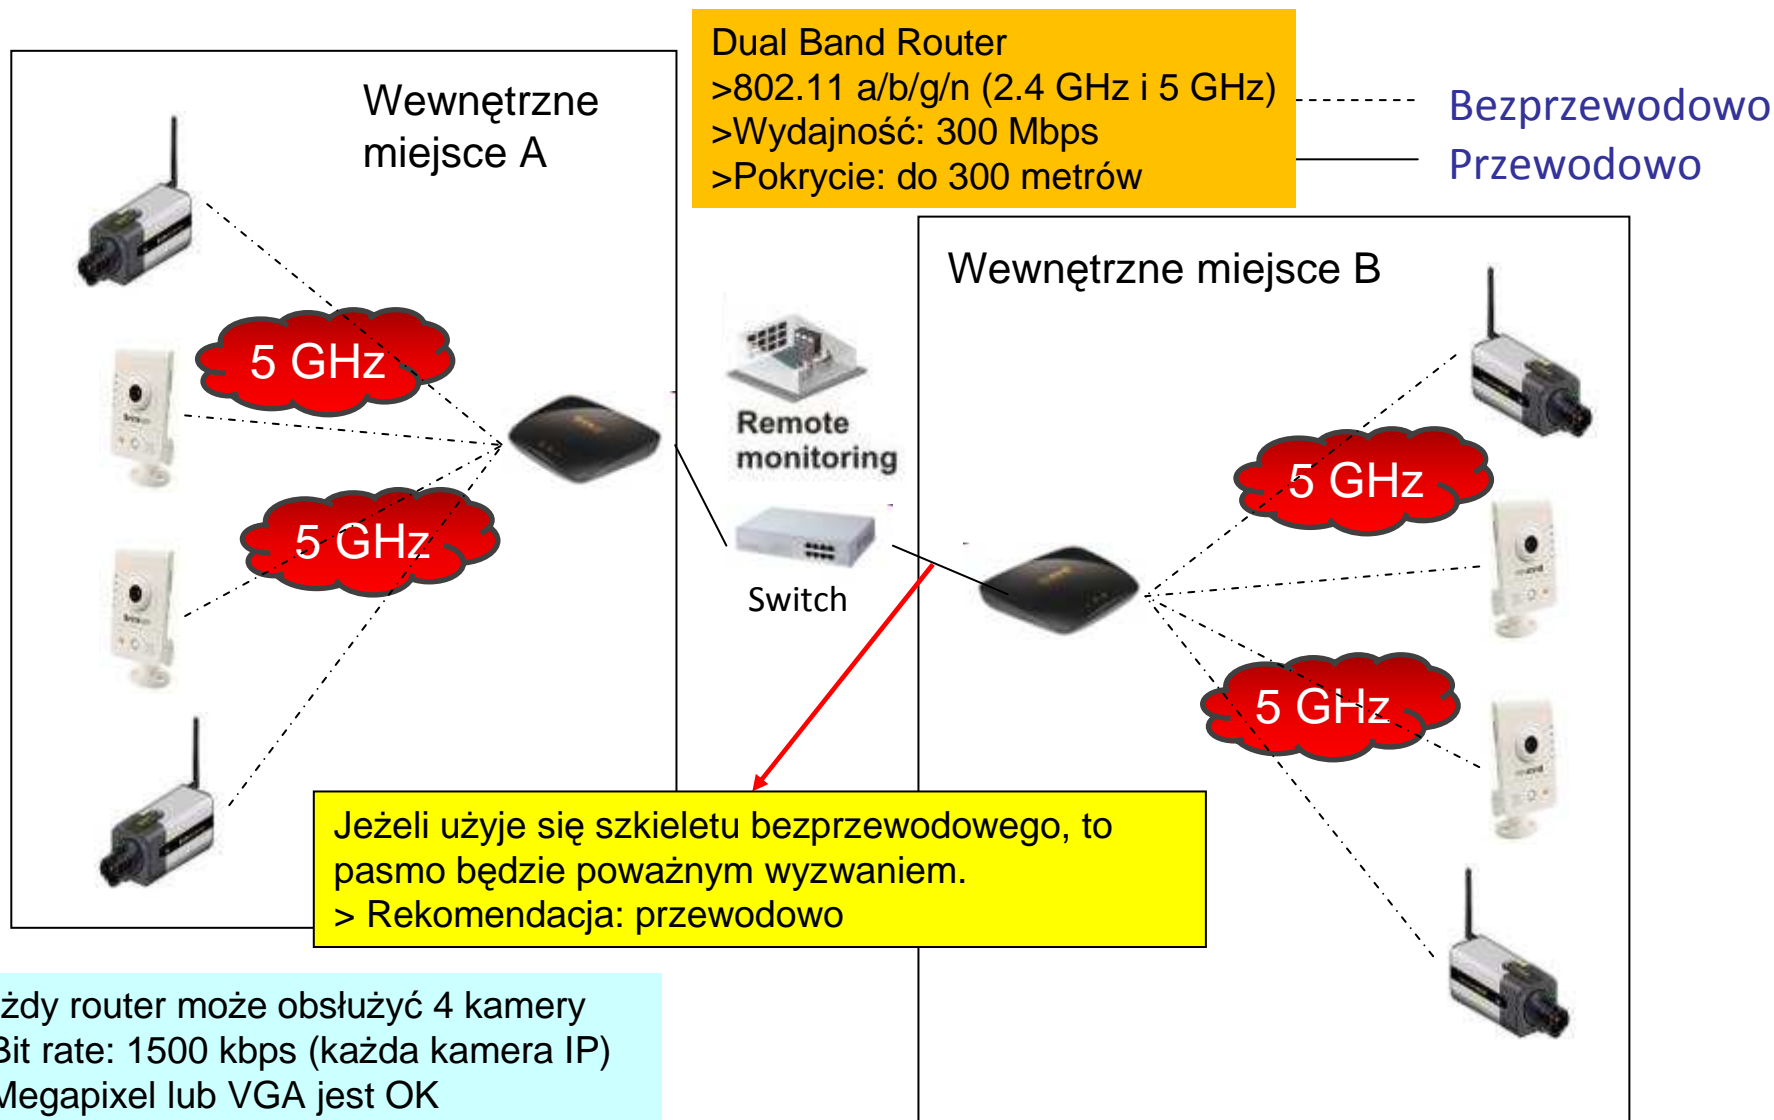 Dual Band Router
>802.11 a/b/g/n (2.4 GHz i 5 GHz)
>Wydajność: 300 Mbps
>Pokrycie: do 300 metrów
Bezprzewodowo
Przewodowo
Wewnętrzne
miejsce A
Wewnętrzne miejsce B
5 GHz
5 GHz
Remote
monitoring
Switch
5 GHz
5 GHz
Jeżeli użyje się szkieletu bezprzewodowego, to
pasmo będzie poważnym wyzwaniem.
> Rekomendacja: przewodowo
żdy router może obsłużyć 4 kamery
Bit rate: 1500 kbps (każda kamera IP)
Megapixel lub VGA jest OK